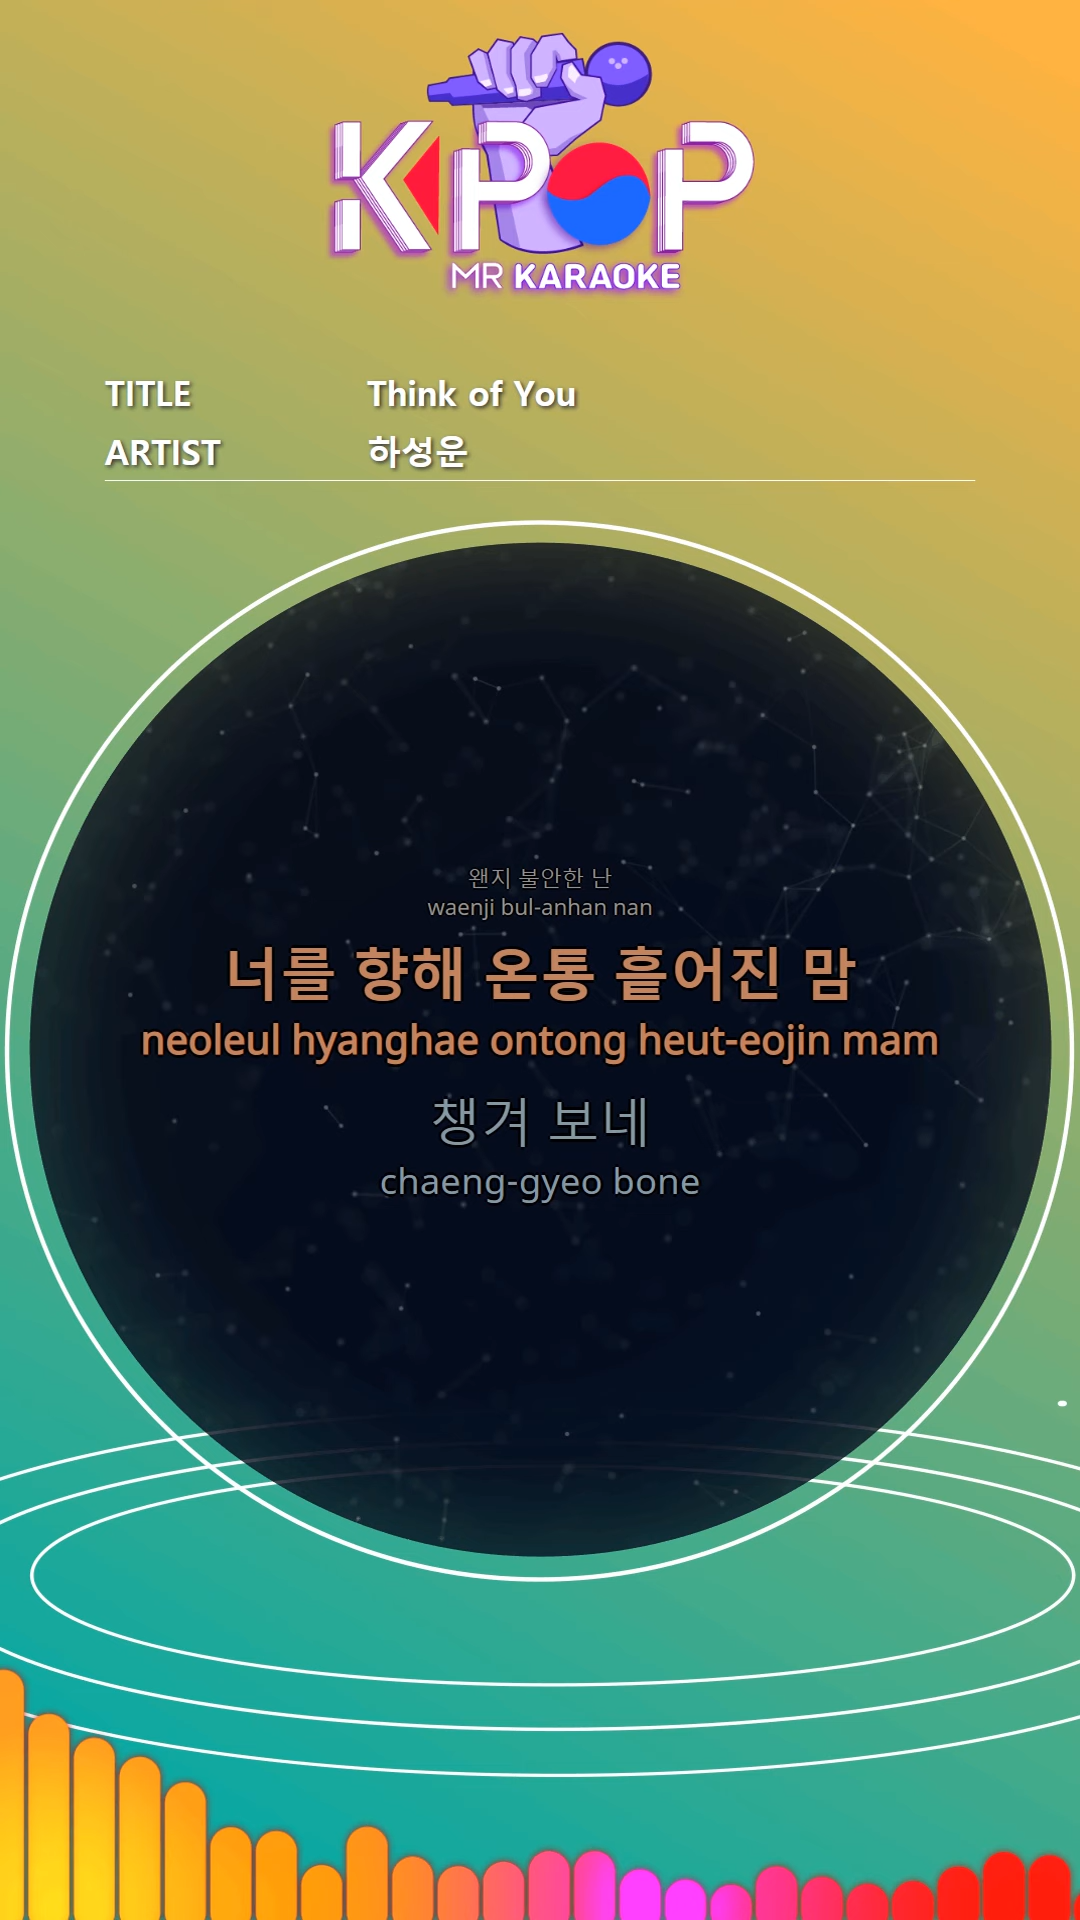 KPOP
MR KARAOKE
TITLE Think of You
ARTIST 하성운
왠지 불안한 난
waenji bul-anhan nan
너를 향해 온통 흩어진 맘
neoleul hyanghae ontong heut-eojin mam
챙겨 보네
chaeng-gyeo bone